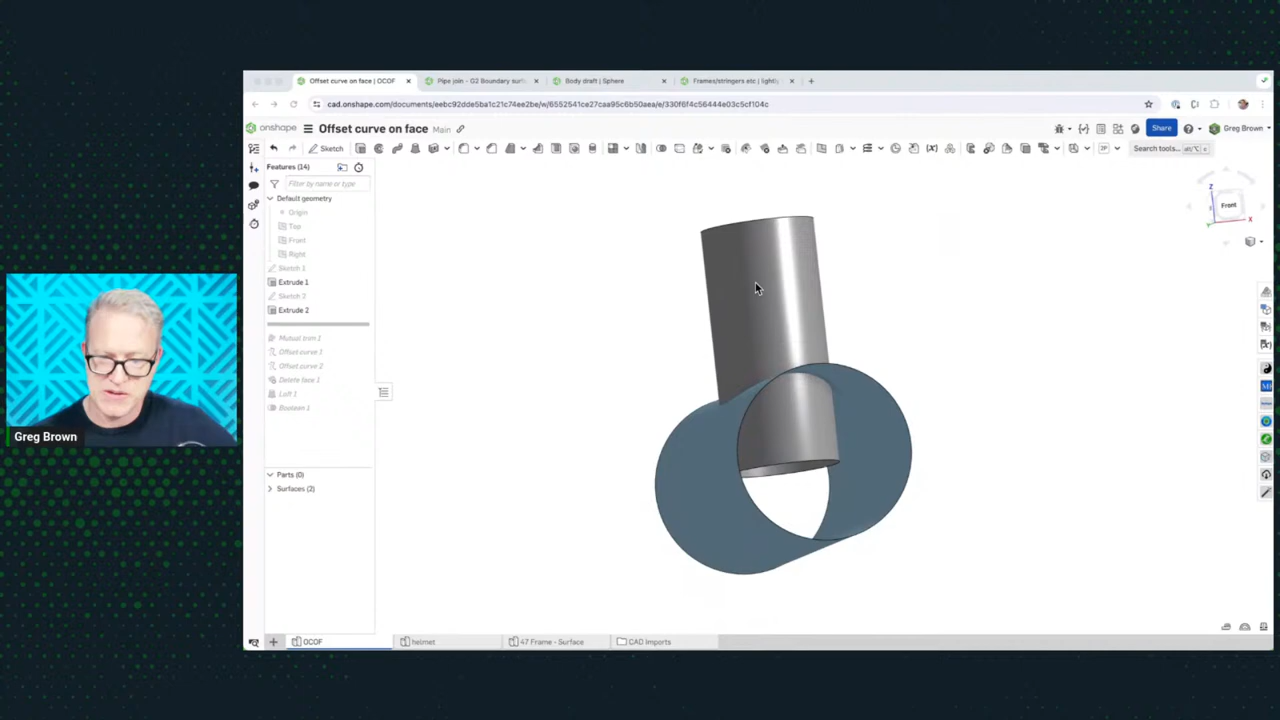 Offset curve on face | OCOF
Pipe join - G2 Boundary surf
Body draft | Sphere
Frames/stringers etc | lightly
cad.onshape.com/documents/eebc92dde5ba1c21c74ee2be/w/6552541ce27caa95c6b50aea/e/330f6f4c56444e03c5cf104c
onshape
Offset curve on face
Main
Share
Greg Brown
Sketch
Search tools...
Features (14)
Filter by name or type
Default geometry
Origin
Top
Front
Right
Sketch 1
Extrude 1
Sketch 2
Extrude 2
Mutual trim 1
Offset curve 1
Offset curve 2
Delete face 1
Loft 1
Boolean 1
Parts (0)
Surfaces (2)
Z
Front
X
Greg Brown
OCOF
helmet
47 Frame - Surface
CAD Imports